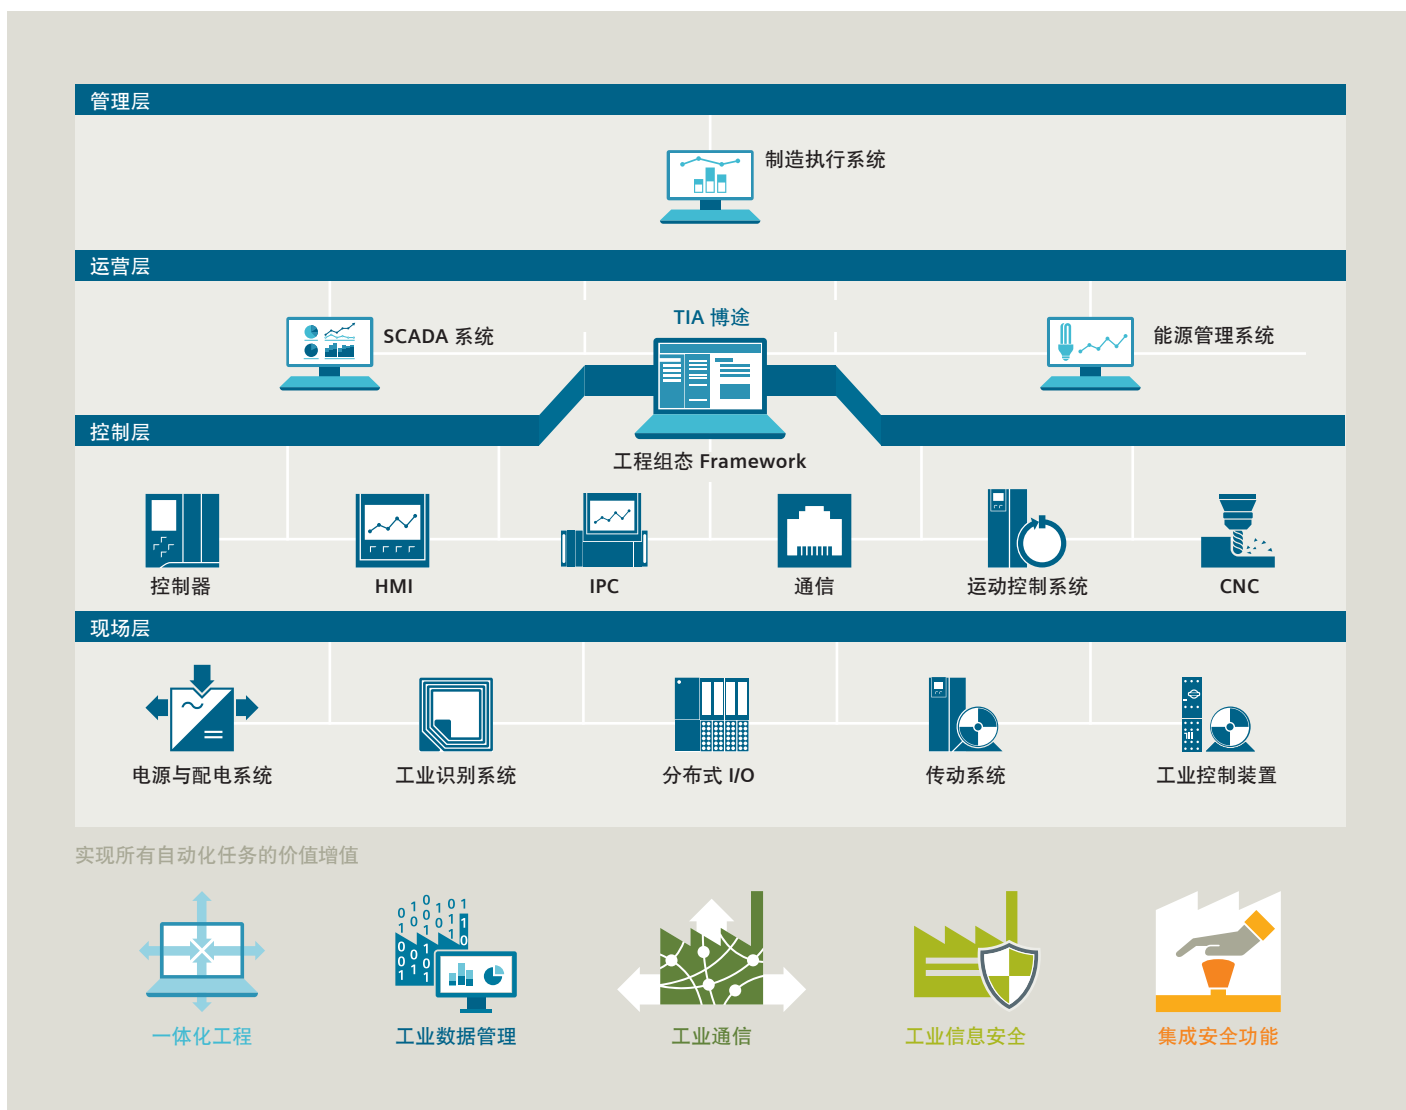 管理层
制造执行系统
运营层
SCADA 系统
TIA 博途
能源管理系统
控制层
工程组态 Framework
控制器
HMI
IPC
通信
运动控制系统
CNC
现场层
电源与配电系统
工业识别系统
分布式 I/O
传动系统
工业控制装置
实现所有自动化任务的价值增值
一体化工程
工业数据管理
工业通信
工业信息安全
集成安全功能